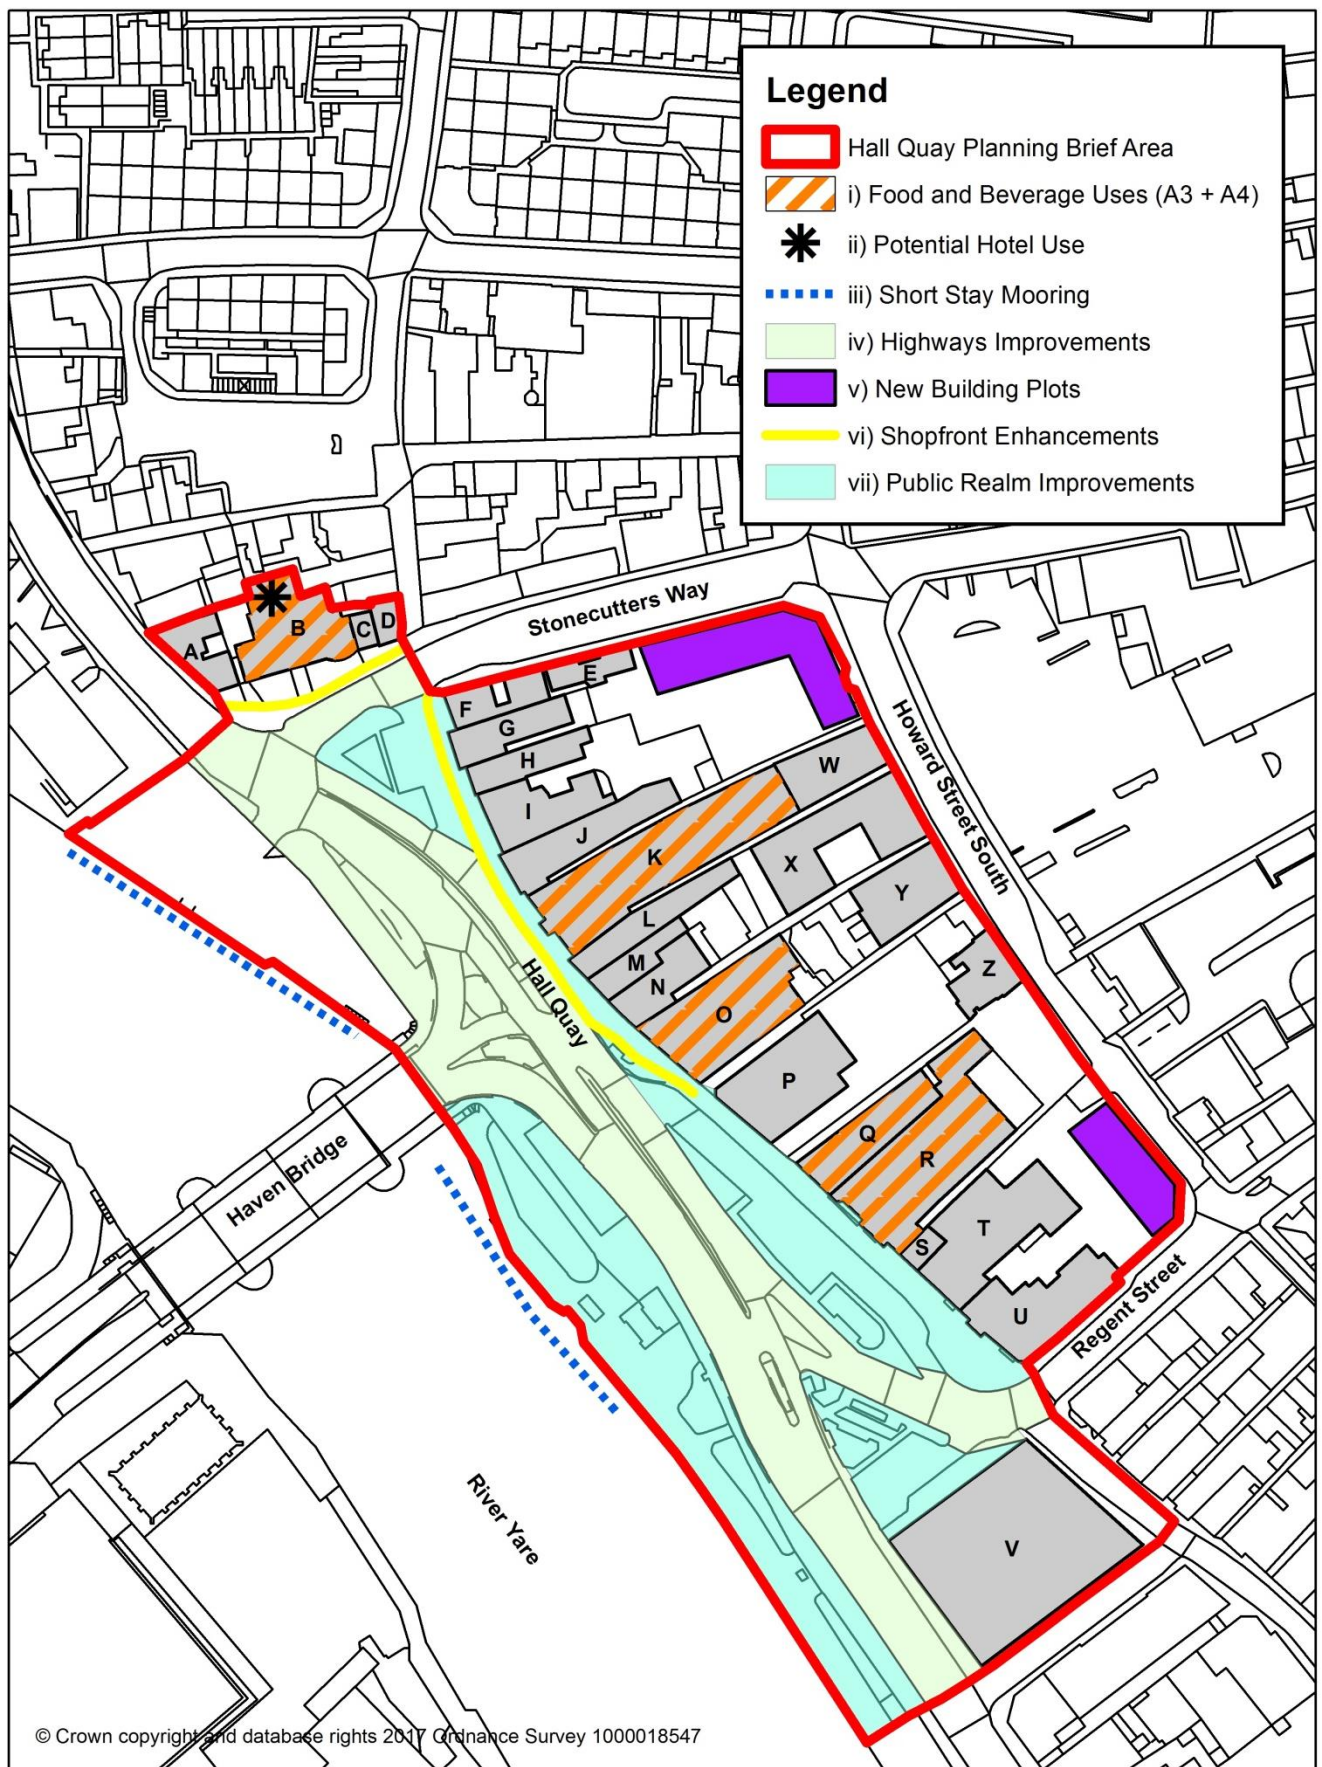 Legend
Hall Quay Planning Brief Area
i) Food and Beverage Uses (A3 + A4)
ii) Potential Hotel Use
iii) Short Stay Mooring
iv) Highways Improvements
v) New Building Plots
vi) Shopfront Enhancements
vii) Public Realm Improvements
Stonecutters Way
A
B
C
D
E
F
G
H
I
J
K
W
Howard Street South
L
X
Y
M
N
Z
O
Hall Quay
P
Q
R
S
T
U
Haven Bridge
Regent Street
River Yare
V
© Crown copyright and database rights 2017 Ordnance Survey 1000018547